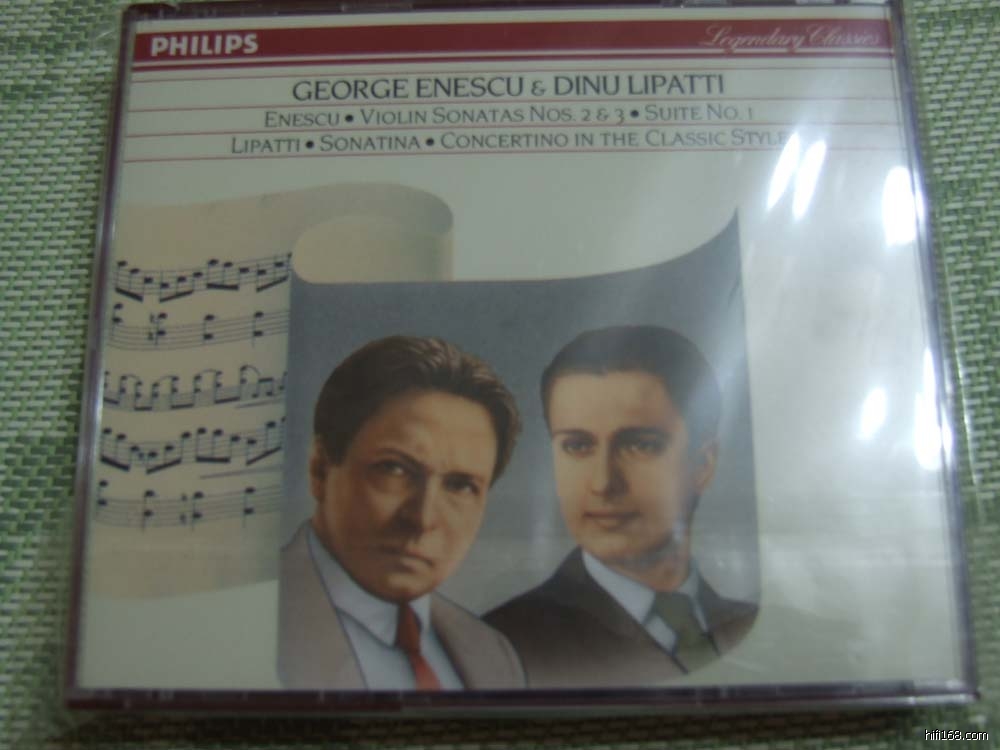 PHILIPS
Legendary Classics
GEORGE ENESCU & DINU LIPATTI
ENESCU • VIOLIN SONATAS NOS. 2 & 3 • SUITE NO. 1
LIPATTI • SONATINA • CONCERTINO IN THE CLASSIC STYLE
hifi168.com